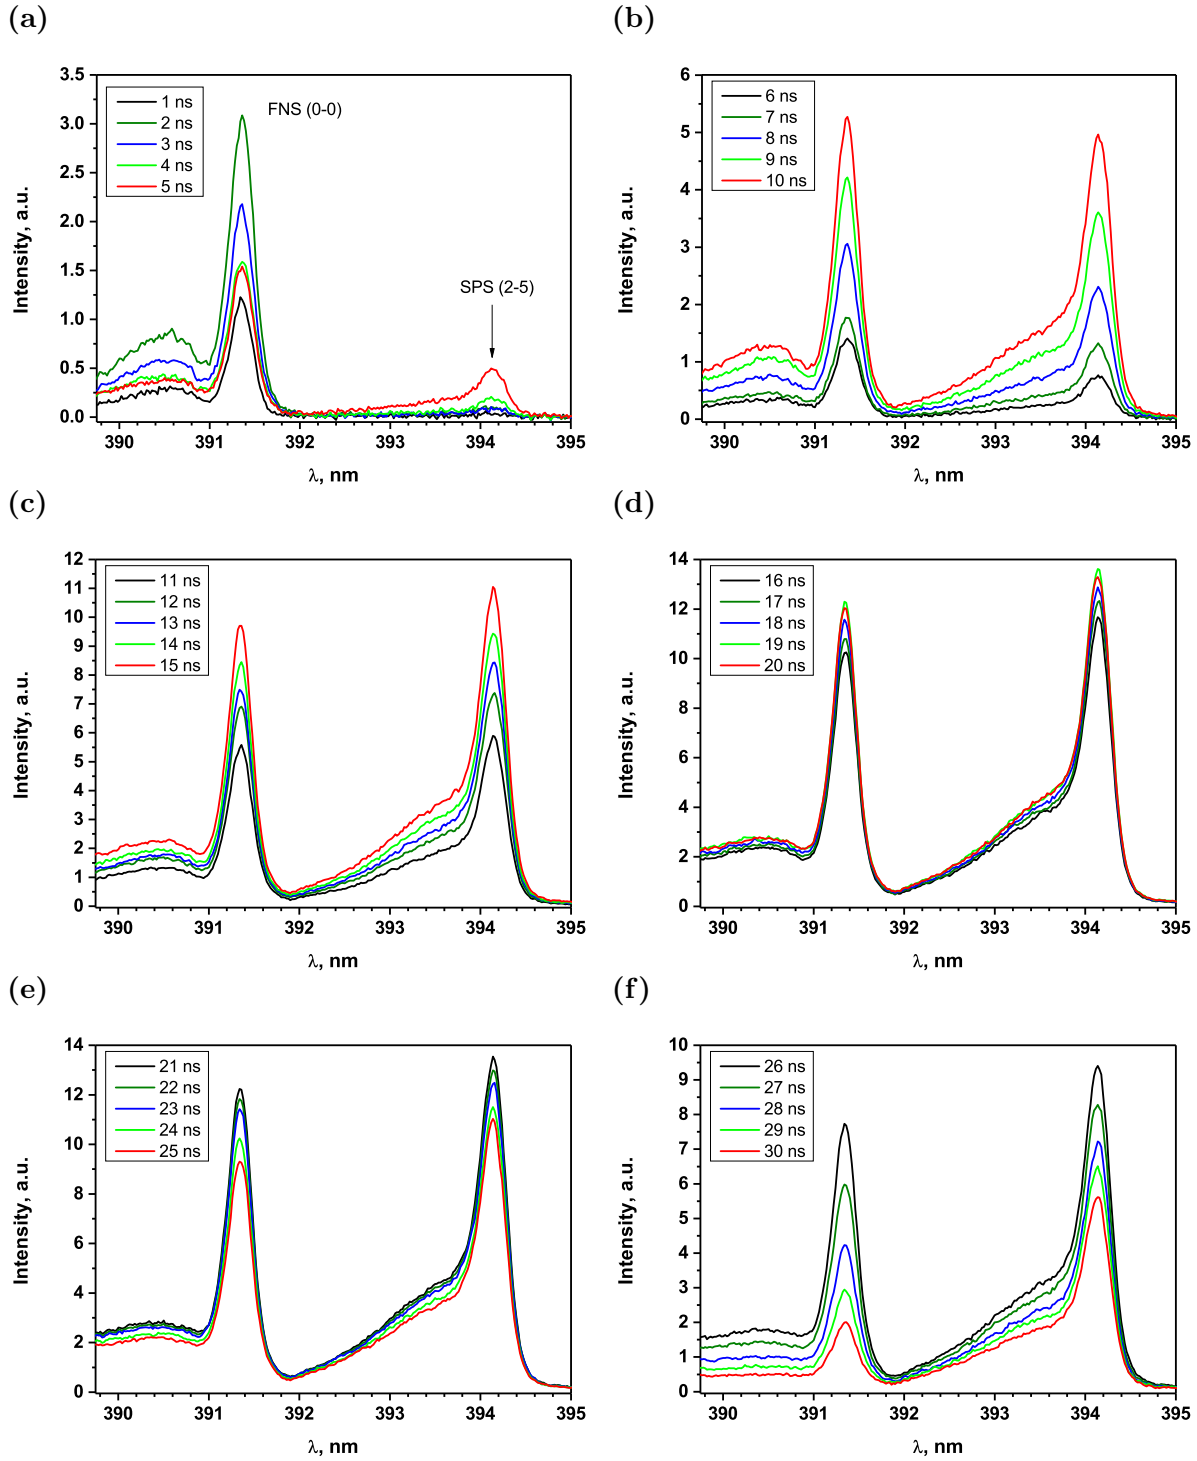 (a)
3.5
3.0
2.5
2.0
1.5
1.0
0.5
0.0
Intensity, a.u.
1 ns
2 ns
3 ns
4 ns
5 ns
FNS (0-0)
SPS (2-5)
390 391 392 393 394 395
λ, nm
(b)
6
5
4
3
2
1
0
Intensity, a.u.
6 ns
7 ns
8 ns
9 ns
10 ns
390 391 392 393 394 395
λ, nm
(c)
12
11
10
9
8
7
6
5
4
3
2
1
0
Intensity, a.u.
11 ns
12 ns
13 ns
14 ns
15 ns
390 391 392 393 394 395
λ, nm
(d)
14
12
10
8
6
4
2
0
Intensity, a.u.
16 ns
17 ns
18 ns
19 ns
20 ns
390 391 392 393 394 395
λ, nm
(e)
14
12
10
8
6
4
2
0
Intensity, a.u.
21 ns
22 ns
23 ns
24 ns
25 ns
390 391 392 393 394 395
λ, nm
(f)
10
9
8
7
6
5
4
3
2
1
0
Intensity, a.u.
26 ns
27 ns
28 ns
29 ns
30 ns
390 391 392 393 394 395
λ, nm